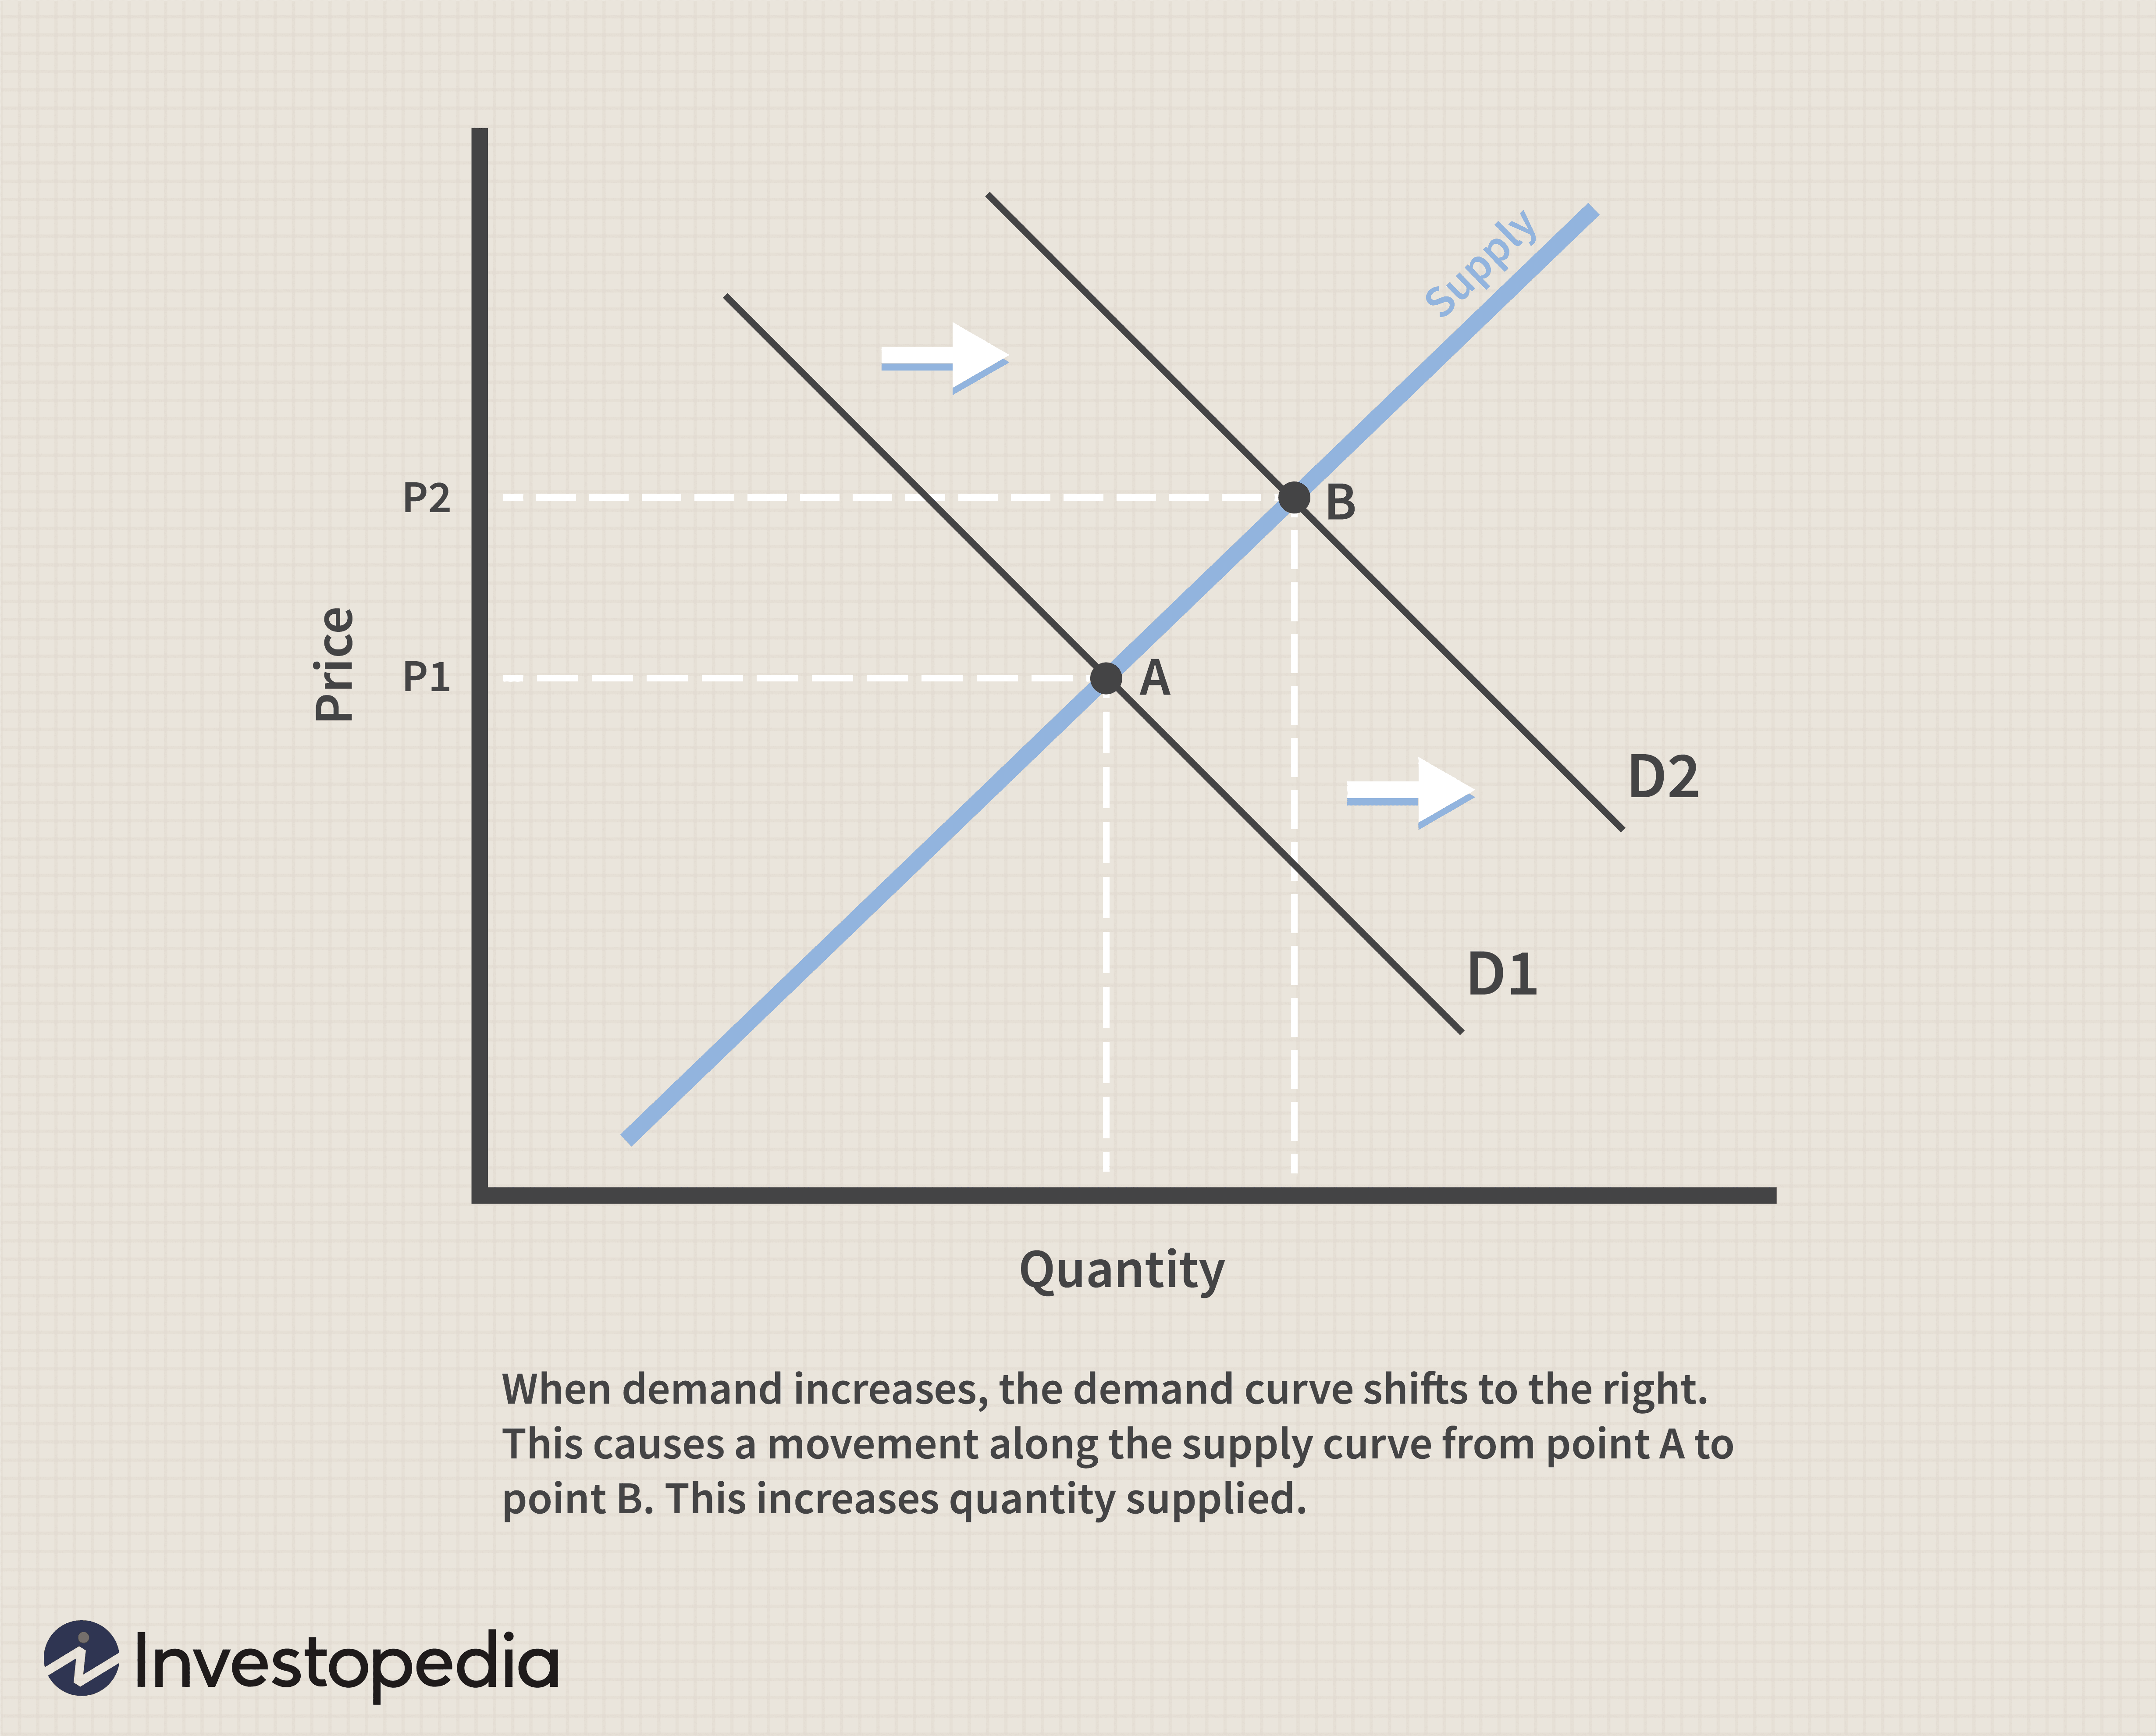 Supply
P2
B
Price
P1
A
D2
D1
Quantity
When demand increases, the demand curve shifts to the right.
This causes a movement along the supply curve from point A to
point B. This increases quantity supplied.
Investopedia